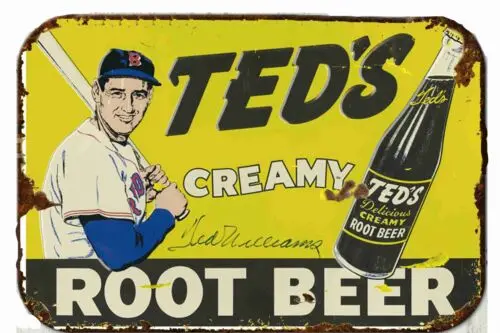 B
TED'S
Ted's
CREAMY
TED'S
Delicious
CREAMY
ROOT BEER
Ted Williams
ROOT BEER